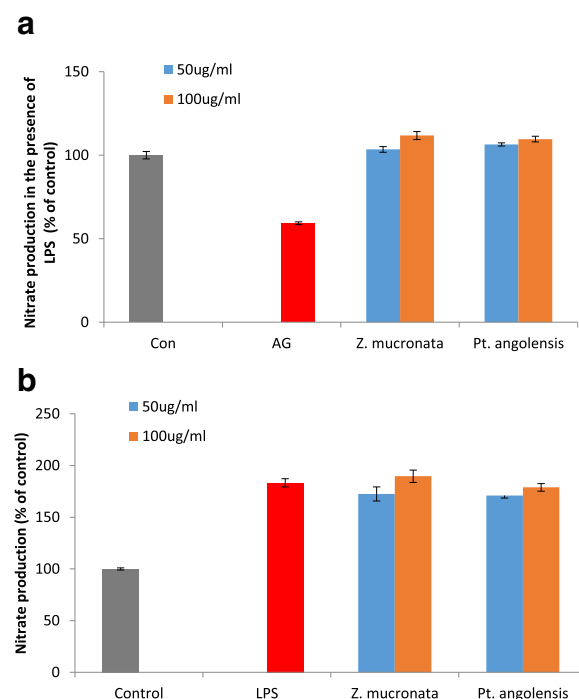 a
Nitrate production in the presence of
LPS (% of control)
50ug/ml
100ug/ml
150
100
50
0
Con AG Z. mucronata Pt. angolensis
b
Nitrate production (% of control)
50ug/ml
100ug/ml
250
200
150
100
50
0
Control LPS Z. mucronata Pt. angolensis